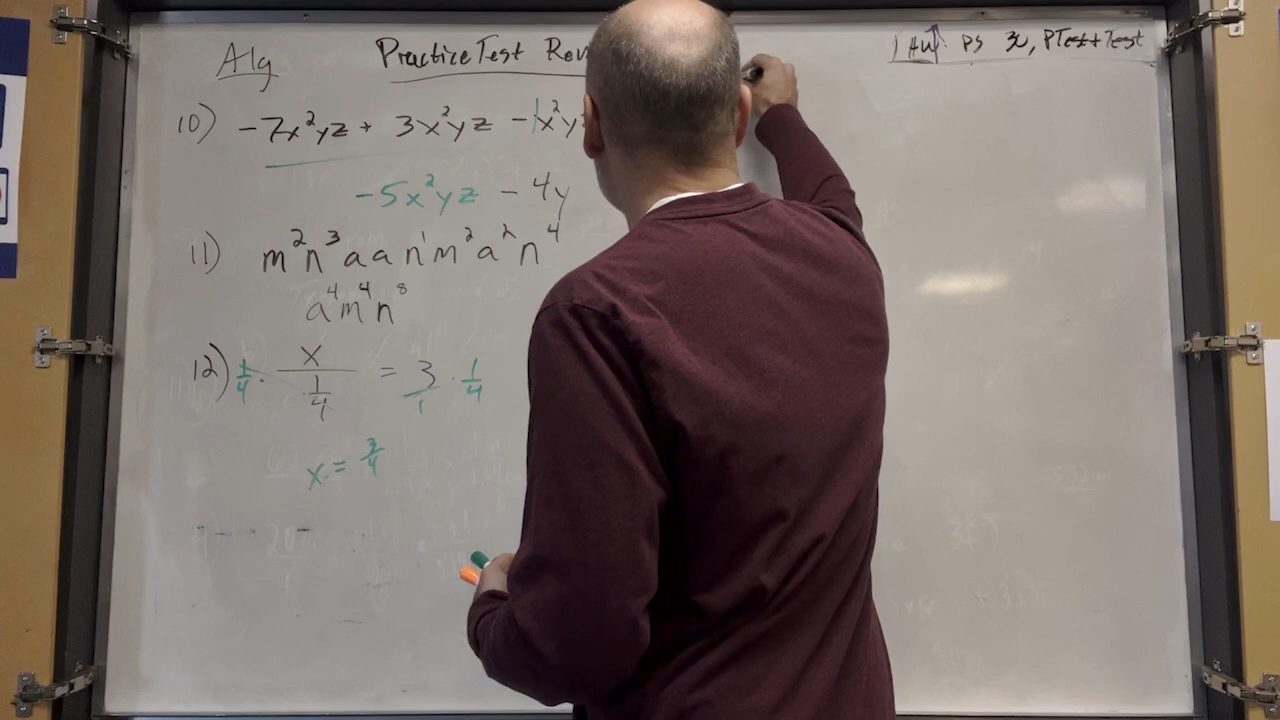 Alg Practice Test Rev
HW: PS 30, PTest + Test
10) -7x²yz + 3x²yz - 1x²y
-5x²yz - 4y
11) m²n³aan¹m²a²n⁴
a⁴m⁴n⁸
12) 1/4 · x/(1/4) = 3/1 · 1/4
x = 3/4